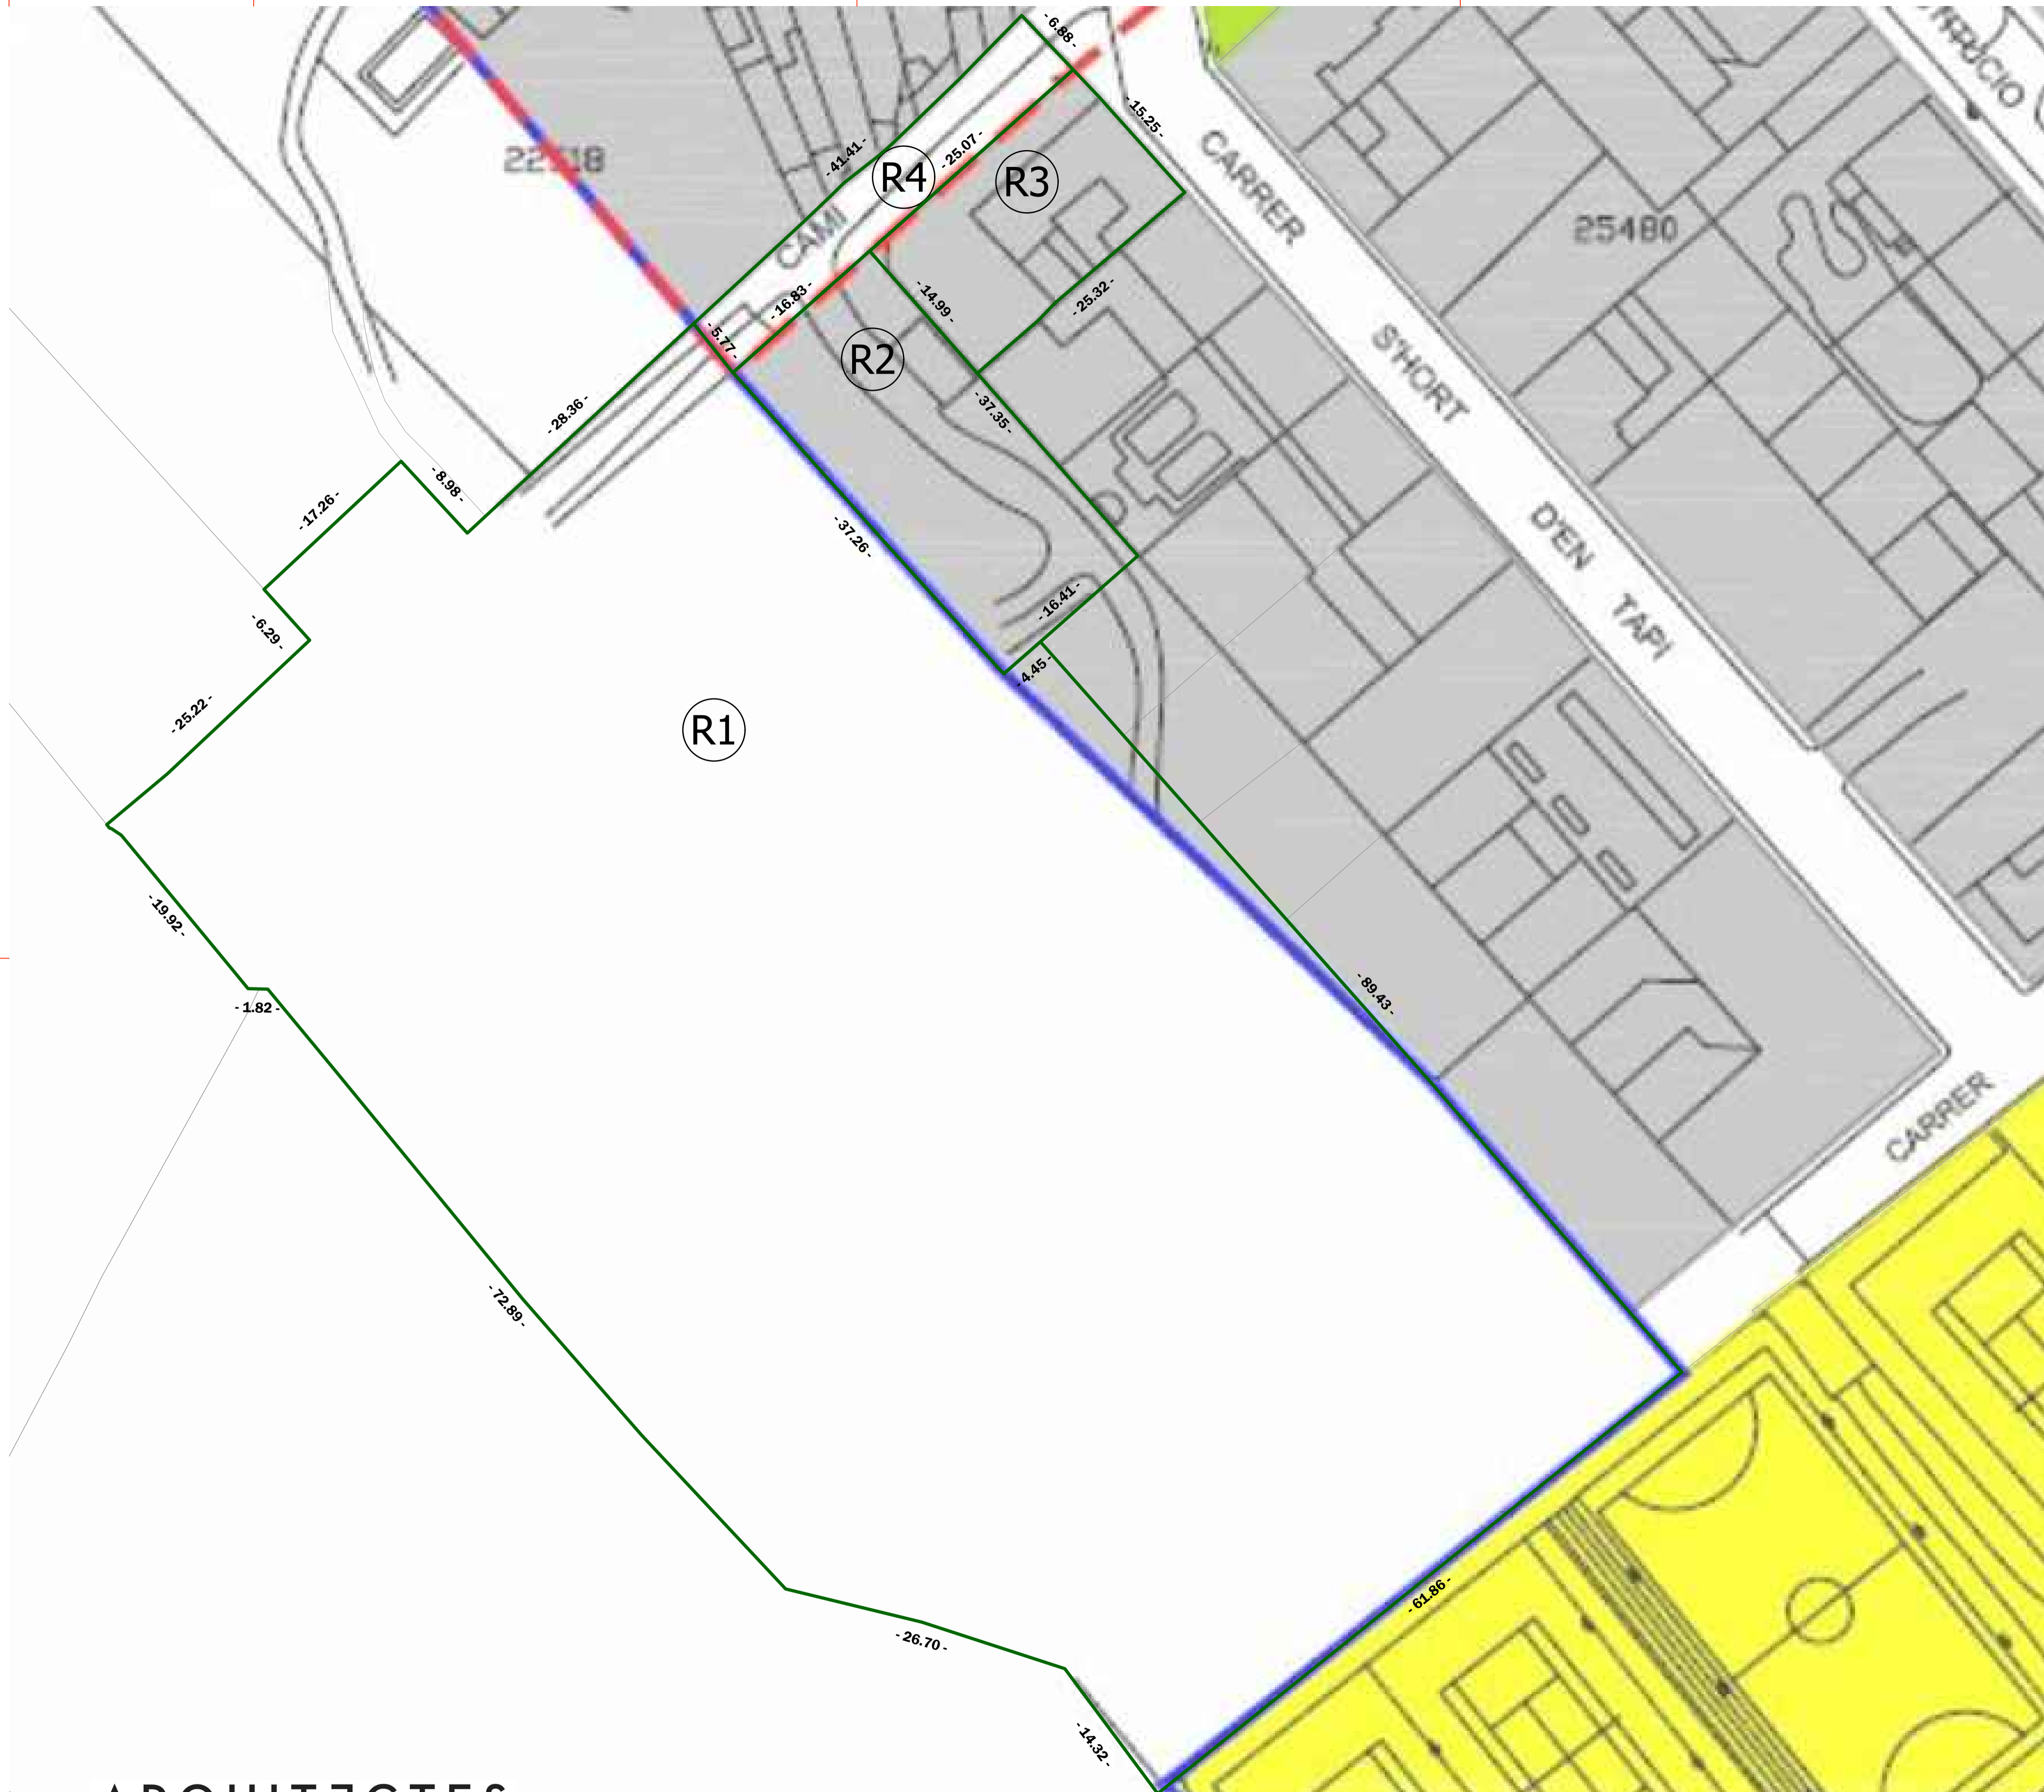 - 6.88 -
- 15.25 -
- 41.41 -
- 25.07 -
R4
R3
CARRER
25480
CAMI
- 16.83 -
- 14.99 -
- 25.32 -
- 5.77 -
R2
S'HORT
- 28.36 -
- 37.35 -
- 8.98 -
- 17.26 -
- 37.26 -
D'EN
TAPI
- 16.41 -
- 6.29 -
- 4.45 -
- 25.22 -
R1
- 19.92 -
- 1.82 -
- 89.43 -
CARRER
- 72.89 -
- 61.86 -
- 26.70 -
- 14.32 -